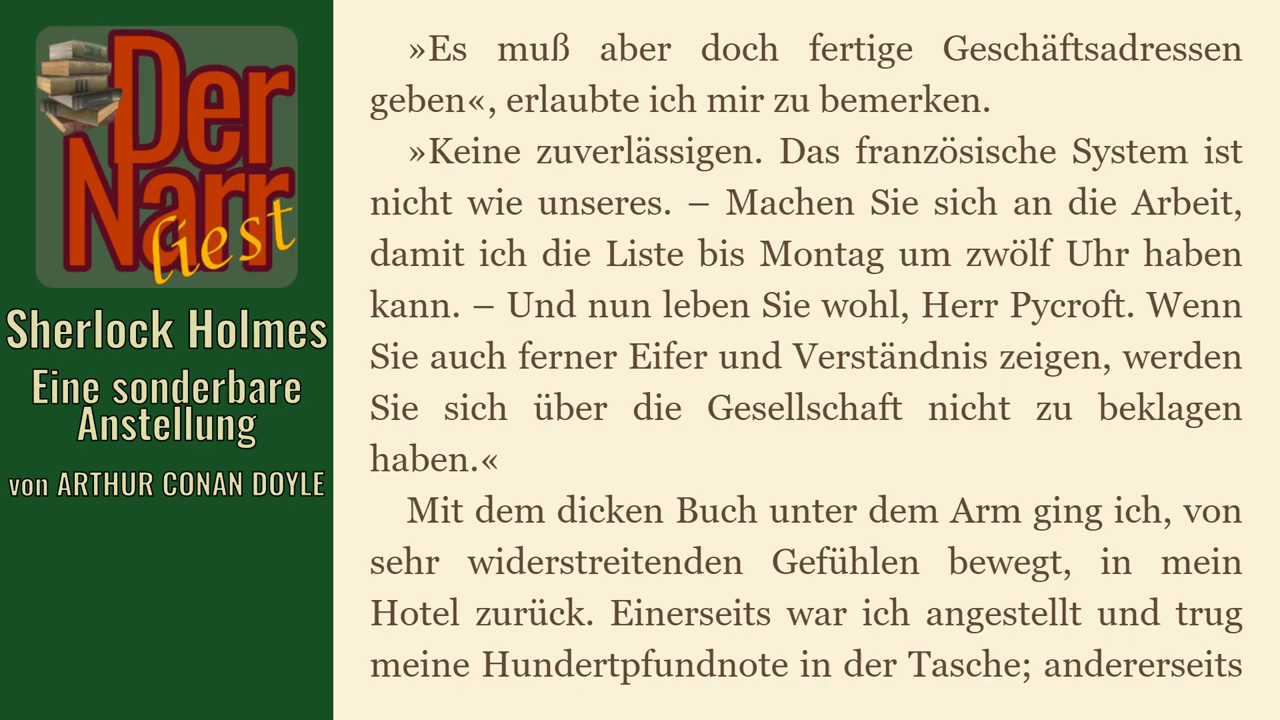 Der
Narr
liest
Sherlock Holmes
Eine sonderbare
Anstellung
von ARTHUR CONAN DOYLE
»Es muß aber doch fertige Geschäftsadressen
geben«, erlaubte ich mir zu bemerken.
»Keine zuverlässigen. Das französische System ist
nicht wie unseres. – Machen Sie sich an die Arbeit,
damit ich die Liste bis Montag um zwölf Uhr haben
kann. – Und nun leben Sie wohl, Herr Pycroft. Wenn
Sie auch ferner Eifer und Verständnis zeigen, werden
Sie sich über die Gesellschaft nicht zu beklagen
haben.«
Mit dem dicken Buch unter dem Arm ging ich, von
sehr widerstreitenden Gefühlen bewegt, in mein
Hotel zurück. Einerseits war ich angestellt und trug
meine Hundertpfundnote in der Tasche; andererseits